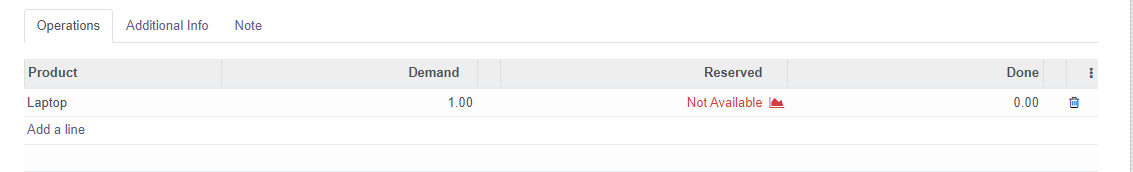 Operations Additional Info Note
Product Demand Reserved Done
Laptop 1.00 Not Available 0.00
Add a line